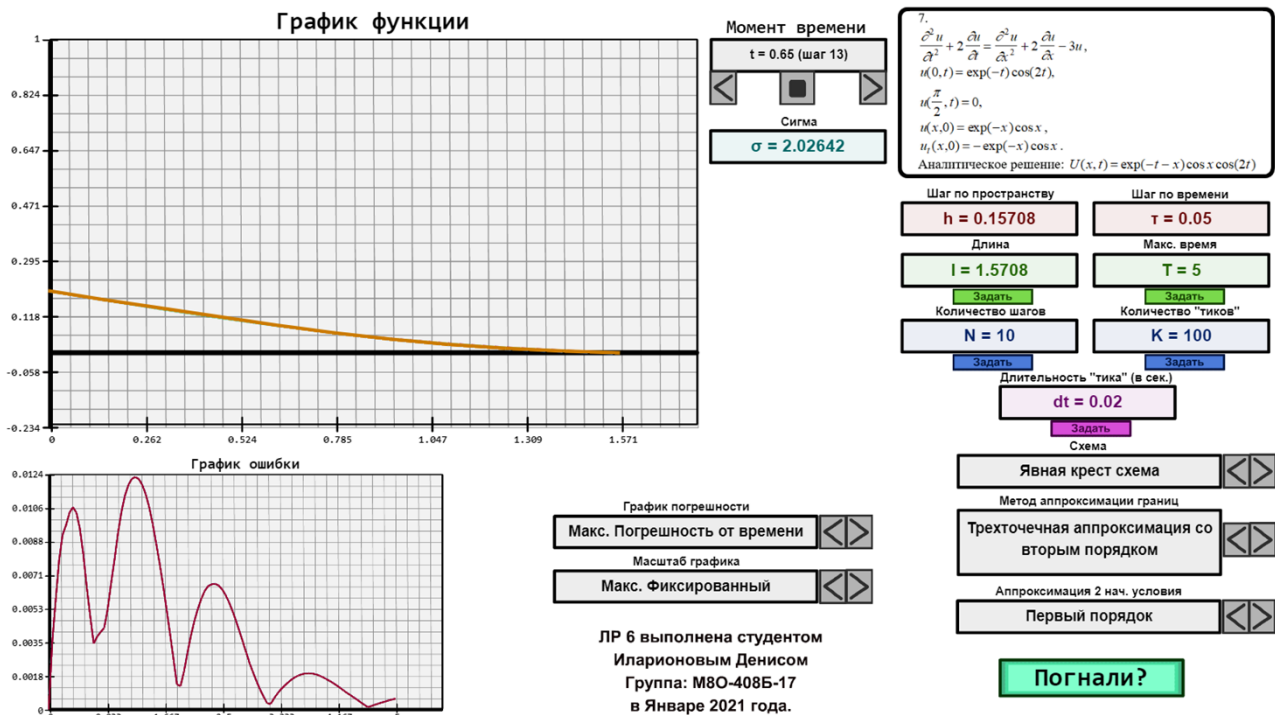 График функции
1
0.824
0.647
0.471
0.295
0.118
-0.058
-0.234
0
0.262
0.524
0.785
1.047
1.309
1.571
Момент времени
t = 0.65 (шаг 13)
Сигма
σ = 2.02642
7.
∂²u/∂t² + 2 ∂u/∂t = ∂²u/∂x² + 2 ∂u/∂x − 3u,
u(0,t) = exp(−t)cos(2t),
u(π/2, t) = 0,
u(x,0) = exp(−x)cos x,
u_t(x,0) = −exp(−x)cos x.
Аналитическое решение: U(x,t) = exp(−t−x)cos x cos(2t)
Шаг по пространству
h = 0.15708
Шаг по времени
τ = 0.05
Длина
l = 1.5708
Задать
Макс. время
T = 5
Задать
Количество шагов
N = 10
Задать
Количество "тиков"
K = 100
Задать
Длительность "тика" (в сек.)
dt = 0.02
Задать
Схема
Явная крест схема
Метод аппроксимации границ
Трехточечная аппроксимация со
вторым порядком
Аппроксимация 2 нач. условия
Первый порядок
Погнали?
График ошибки
0.0124
0.0106
0.0088
0.0071
0.0053
0.0035
0.0018
0
График погрешности
Макс. Погрешность от времени
Масштаб графика
Макс. Фиксированный
ЛР 6 выполнена студентом
Иларионовым Денисом
Группа: М8О-408Б-17
в Январе 2021 года.